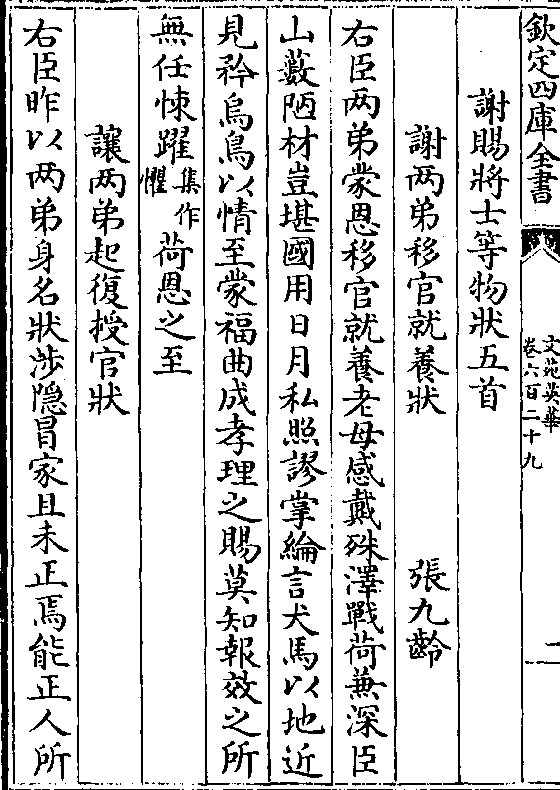 欽定四庫全書
文苑英華
卷六百二十九
一
謝賜將士等物狀五首
謝兩弟移官就養狀 張九齡
右臣两弟蒙恩移官就養老母感戴殊澤戰荷兼深臣
山藪陋材豈堪國用日月私照謬掌綸言犬馬以地近
見矜烏鳥以情至蒙福曲成孝理之賜莫知報效之所
無任悚躍集作懼荷恩之至
讓两弟起復授官狀
右臣昨以两弟身名狀涉隐冒家且未正焉能正人所